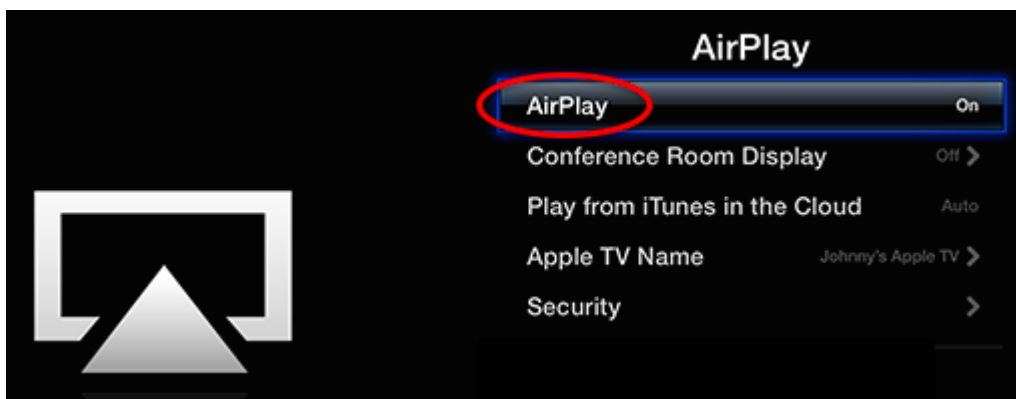 AirPlay
AirPlay On
Conference Room Display Off
Play from iTunes in the Cloud Auto
Apple TV Name Johnny's Apple TV
Security